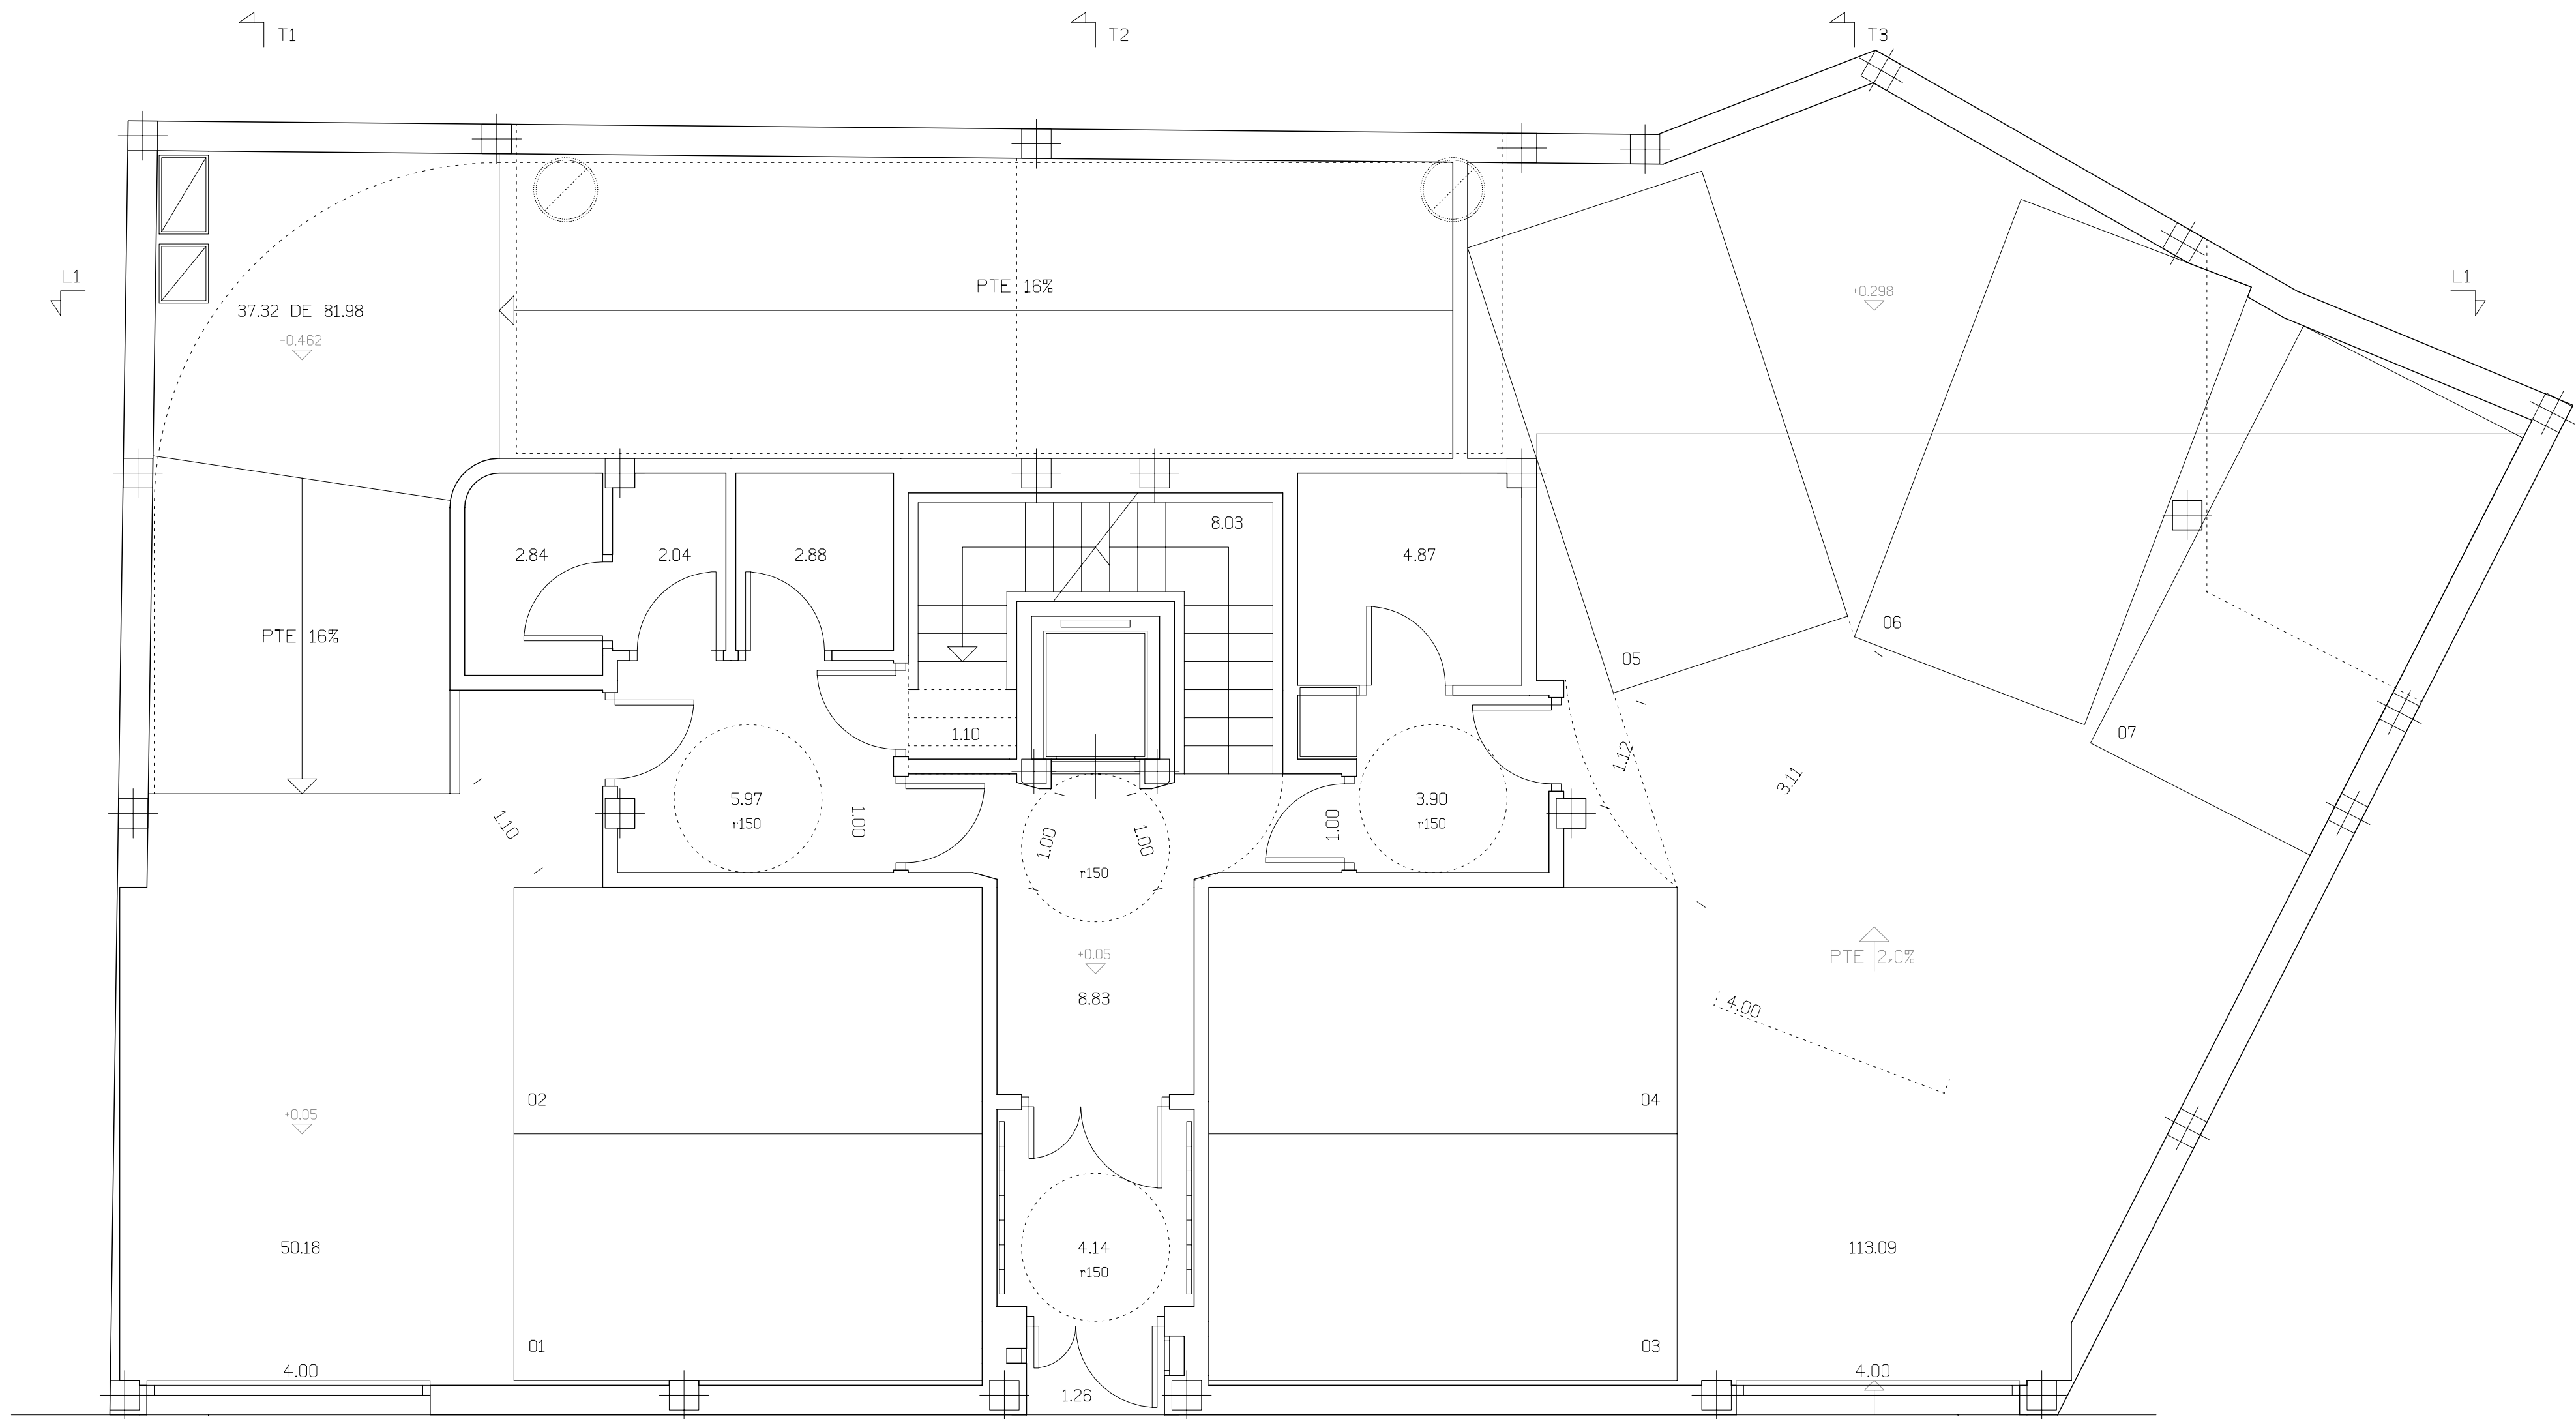 T1
T2
T3
L1
L1
PTE 16%
+0.298
37.32 DE 81.98
-0.462
8.03
2.84
2.04
2.88
4.87
06
PTE 16%
05
07
1.10
1.12
3.11
5.97
r150
1.00
3.90
r150
1.00
1.10
1.00
1.00
r150
+0.05
PTE 2,0%
8.83
4.00
02
04
+0.05
50.18
4.14
r150
113.09
01
03
4.00
4.00
1.26